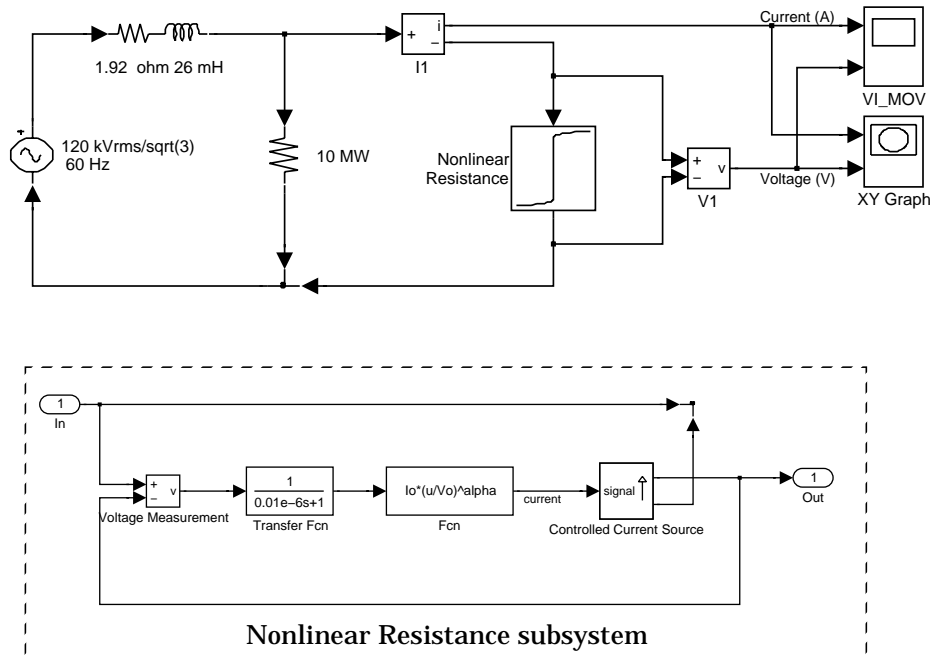 Current (A)
+
i
−
I1
1.92 ohm 26 mH
VI_MOV
+
120 kVrms/sqrt(3)
60 Hz
10 MW
Nonlinear
Resistance
+
−
v
V1
Voltage (V)
XY Graph
1
In
+
−
v
Voltage Measurement
1
0.01e−6s+1
Transfer Fcn
Io*(u/Vo)^alpha
Fcn
current
signal
Controlled Current Source
1
Out
Nonlinear Resistance subsystem